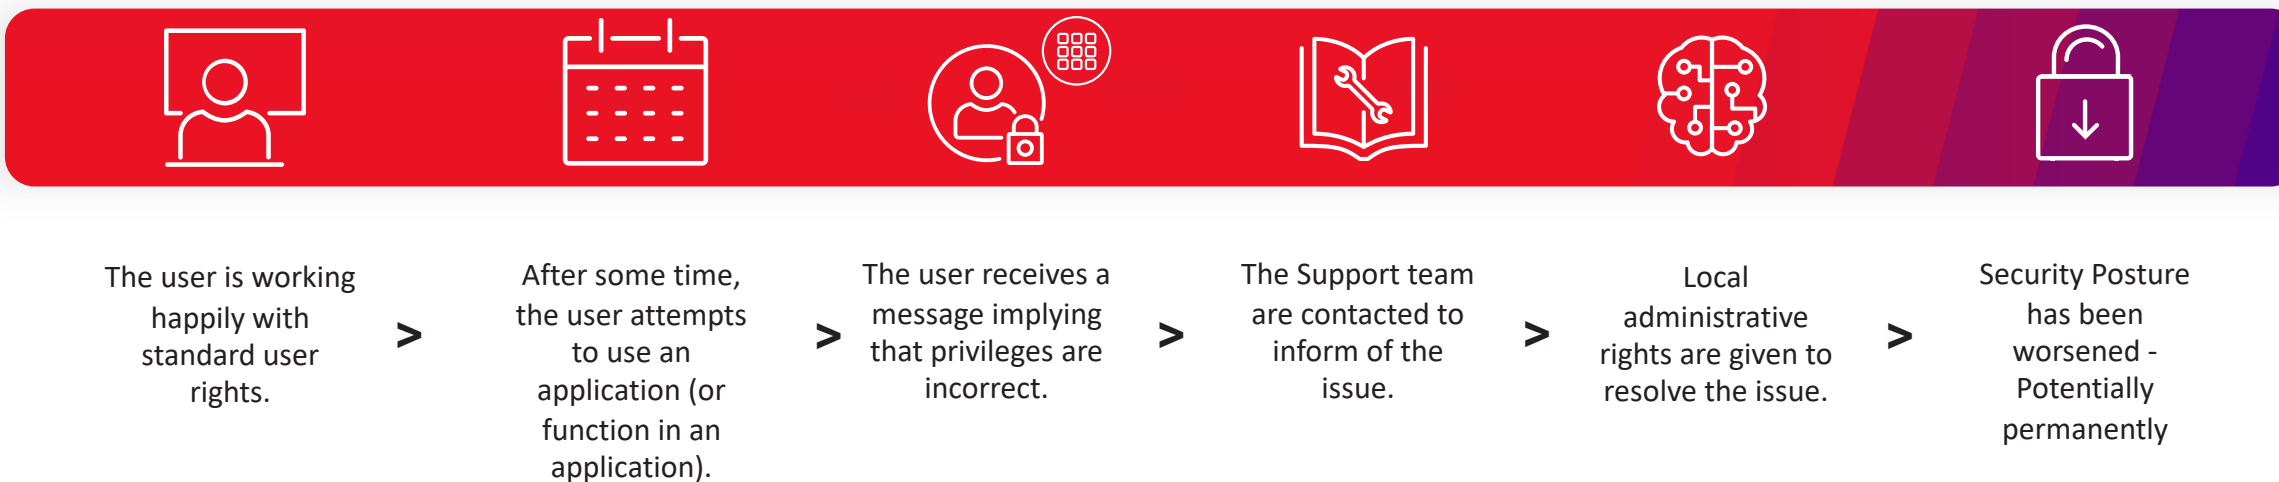 The user is working
happily with
standard user
rights.
>
After some time,
the user attempts
to use an
application (or
function in an
application).
>
The user receives a
message implying
that privileges are
incorrect.
>
The Support team
are contacted to
inform of the
issue.
>
Local
administrative
rights are given to
resolve the issue.
>
Security Posture
has been
worsened -
Potentially
permanently